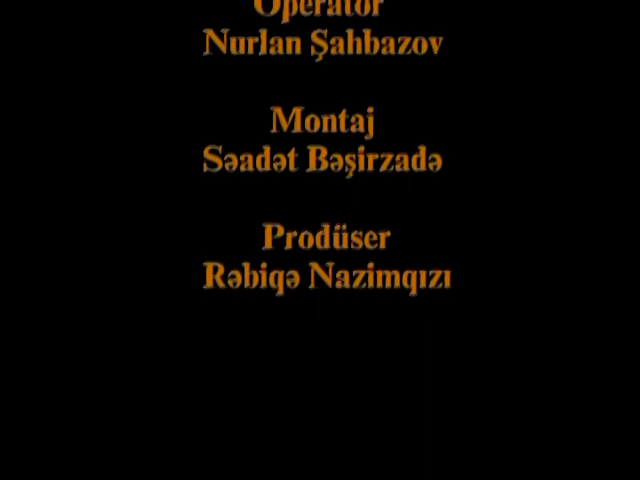 Operator
Nurlan Şahbazov
Montaj
Səadət Bəşirzadə
Prodüser
Rəbiqə Nazimqızı